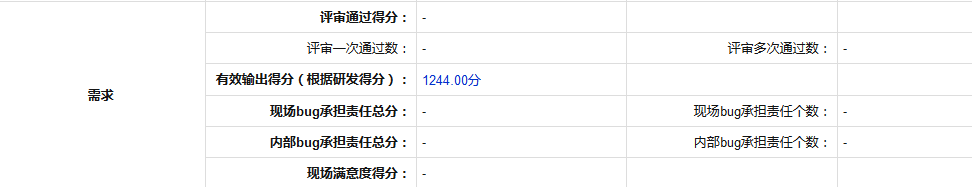 评审通过得分： -
评审一次通过数： - 评审多次通过数： -
有效输出得分（根据研发得分）： 1244.00分
需求
现场bug承担责任总分： - 现场bug承担责任个数： -
内部bug承担责任总分： - 内部bug承担责任个数： -
现场满意度得分： -